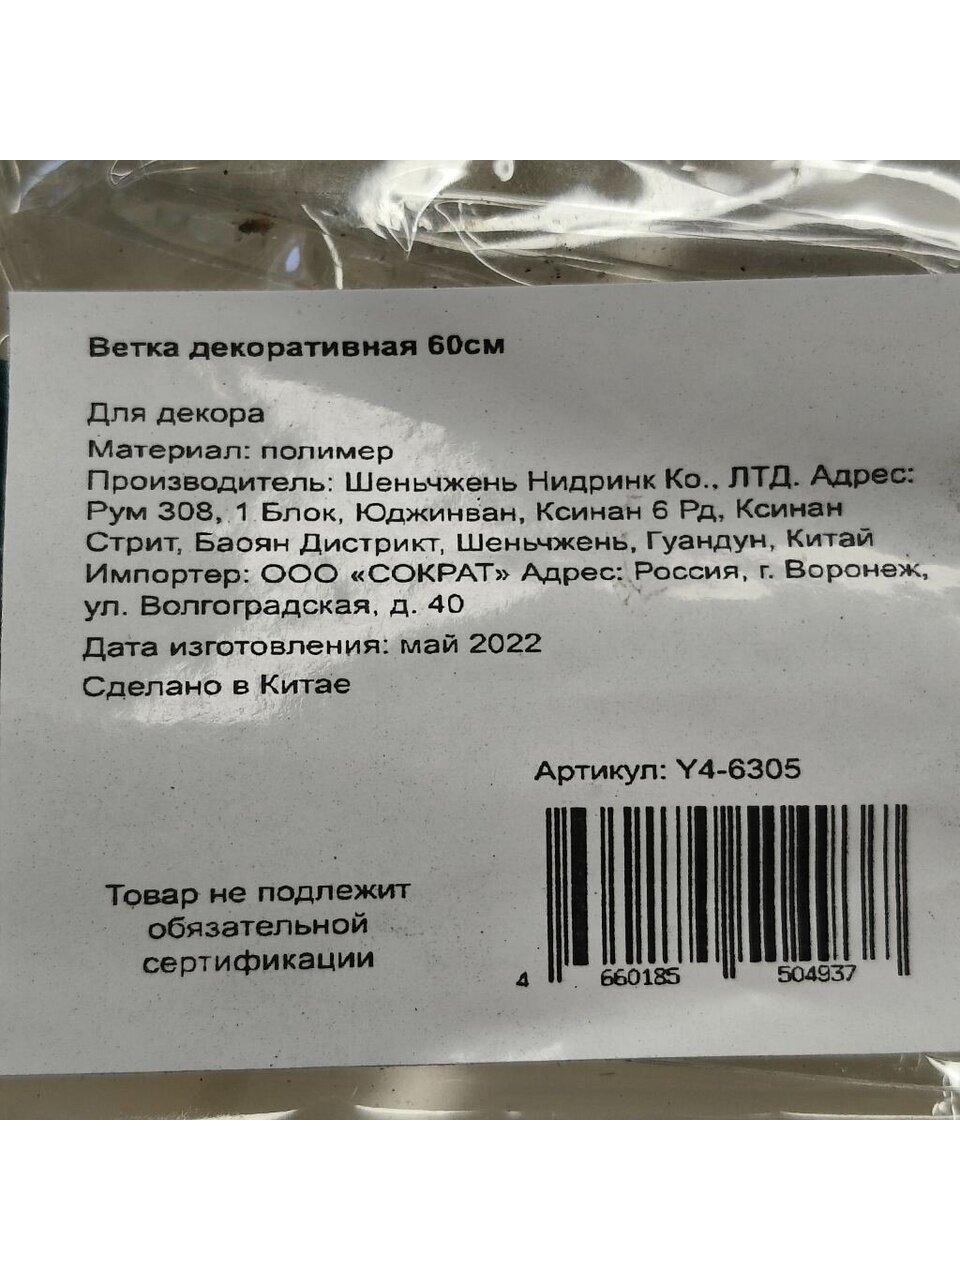 Ветка декоративная 60см
Для декора
Материал: полимер
Производитель: Шеньчжень Нидринк Ко., ЛТД. Адрес:
Рум 308, 1 Блок, Юджинван, Ксинан 6 Рд, Ксинан
Стрит, Баоян Дистрикт, Шеньчжень, Гуандун, Китай
Импортер: ООО «СОКРАТ» Адрес: Россия, г. Воронеж,
ул. Волгоградская, д. 40
Дата изготовления: май 2022
Сделано в Китае
Артикул: Y4-6305
Товар не подлежит
обязательной
сертификации
4 660185 504937